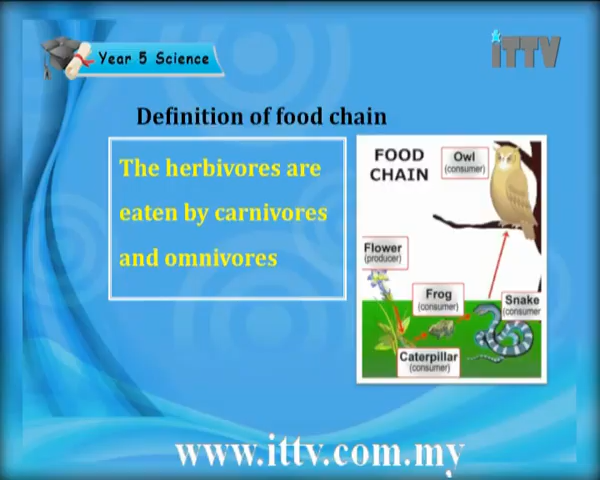 Year 5 Science
iTTV
Definition of food chain
The herbivores are
eaten by carnivores
and omnivores
FOOD
CHAIN
Owl
(consumer)
Flower
(producer)
Frog
(consumer)
Snake
(consumer
Caterpillar
(consumer)
www.ittv.com.my